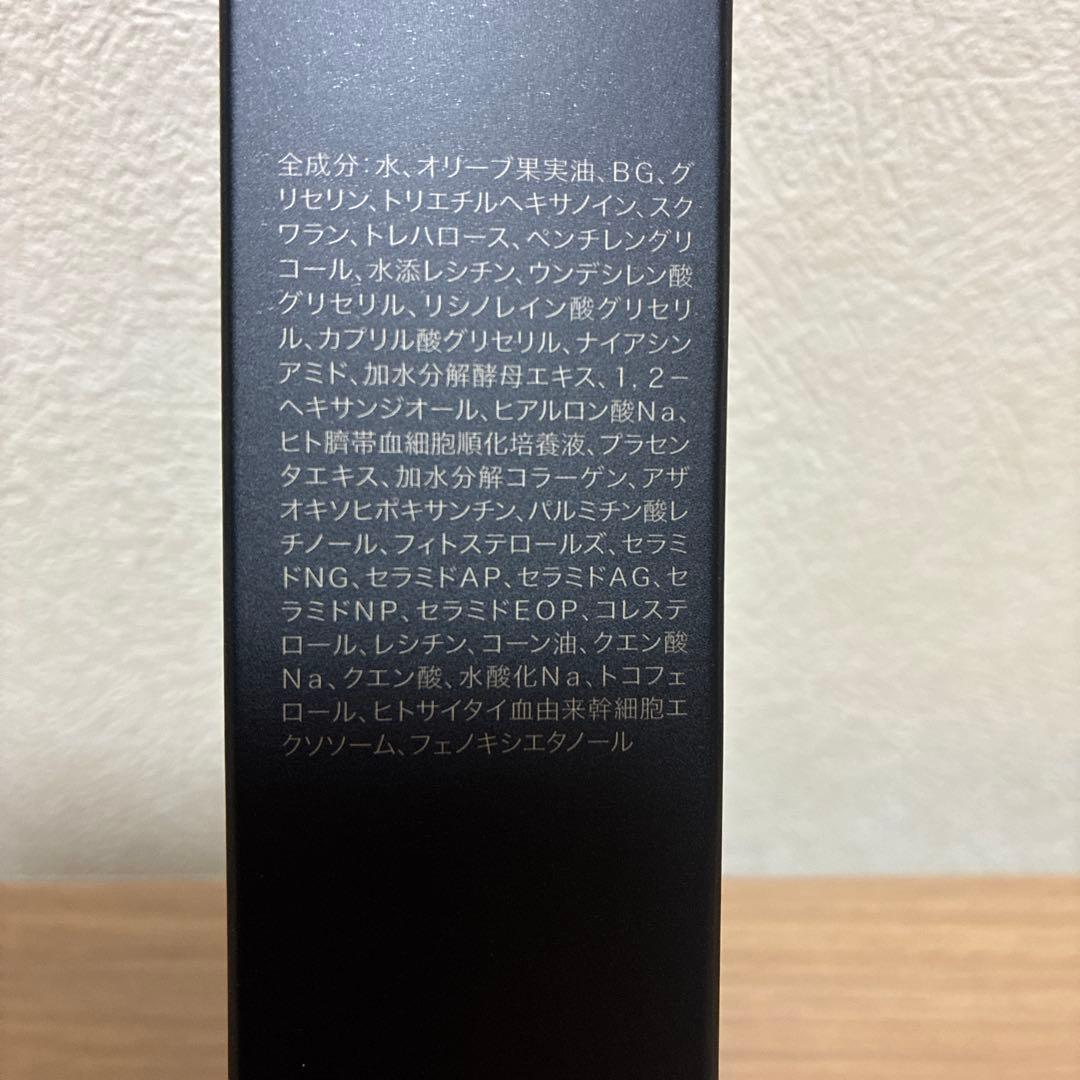 全成分：水、オリーブ果実油、BG、グ
リセリン、トリエチルヘキサノイン、スク
ワラン、トレハロース、ペンチレングリ
コール、水添レシチン、ウンデシレン酸
グリセリル、リシノレイン酸グリセリ
ル、カプリル酸グリセリル、ナイアシン
アミド、加水分解酵母エキス、1，2－
ヘキサンジオール、ヒアルロン酸Na、
ヒト臍帯血細胞順化培養液、プラセン
タエキス、加水分解コラーゲン、アザ
オキソヒポキサンチン、パルミチン酸レ
チノール、フィトステロールズ、セラミ
ドNG、セラミドAP、セラミドAG、セ
ラミドNP、セラミドEOP、コレステ
ロール、レシチン、コーン油、クエン酸
Na、クエン酸、水酸化Na、トコフェ
ロール、ヒトサイタイ血由来幹細胞エ
クソソーム、フェノキシエタノール